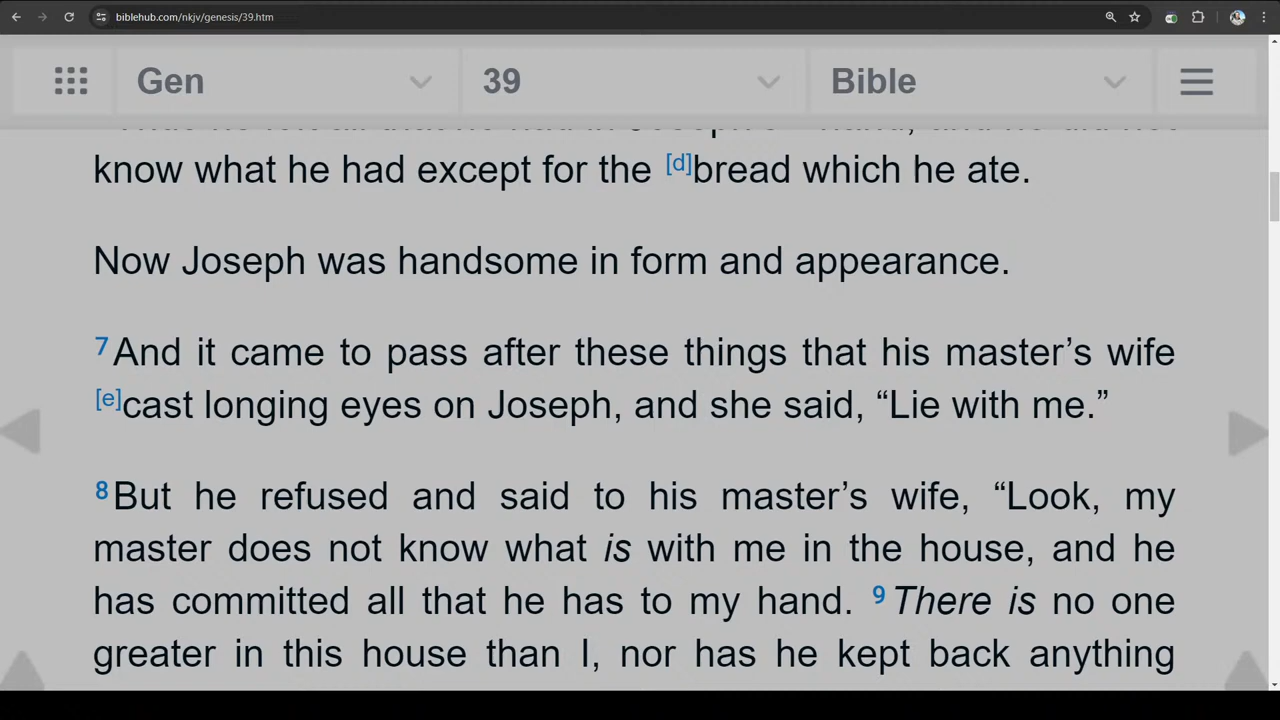 biblehub.com/nkjv/genesis/39.htm
Gen 39 Bible
know what he had except for the [d]bread which he ate.
Now Joseph was handsome in form and appearance.
7And it came to pass after these things that his master’s wife
[e]cast longing eyes on Joseph, and she said, “Lie with me.”
8But he refused and said to his master’s wife, “Look, my
master does not know what is with me in the house, and he
has committed all that he has to my hand. 9There is no one
greater in this house than I, nor has he kept back anything